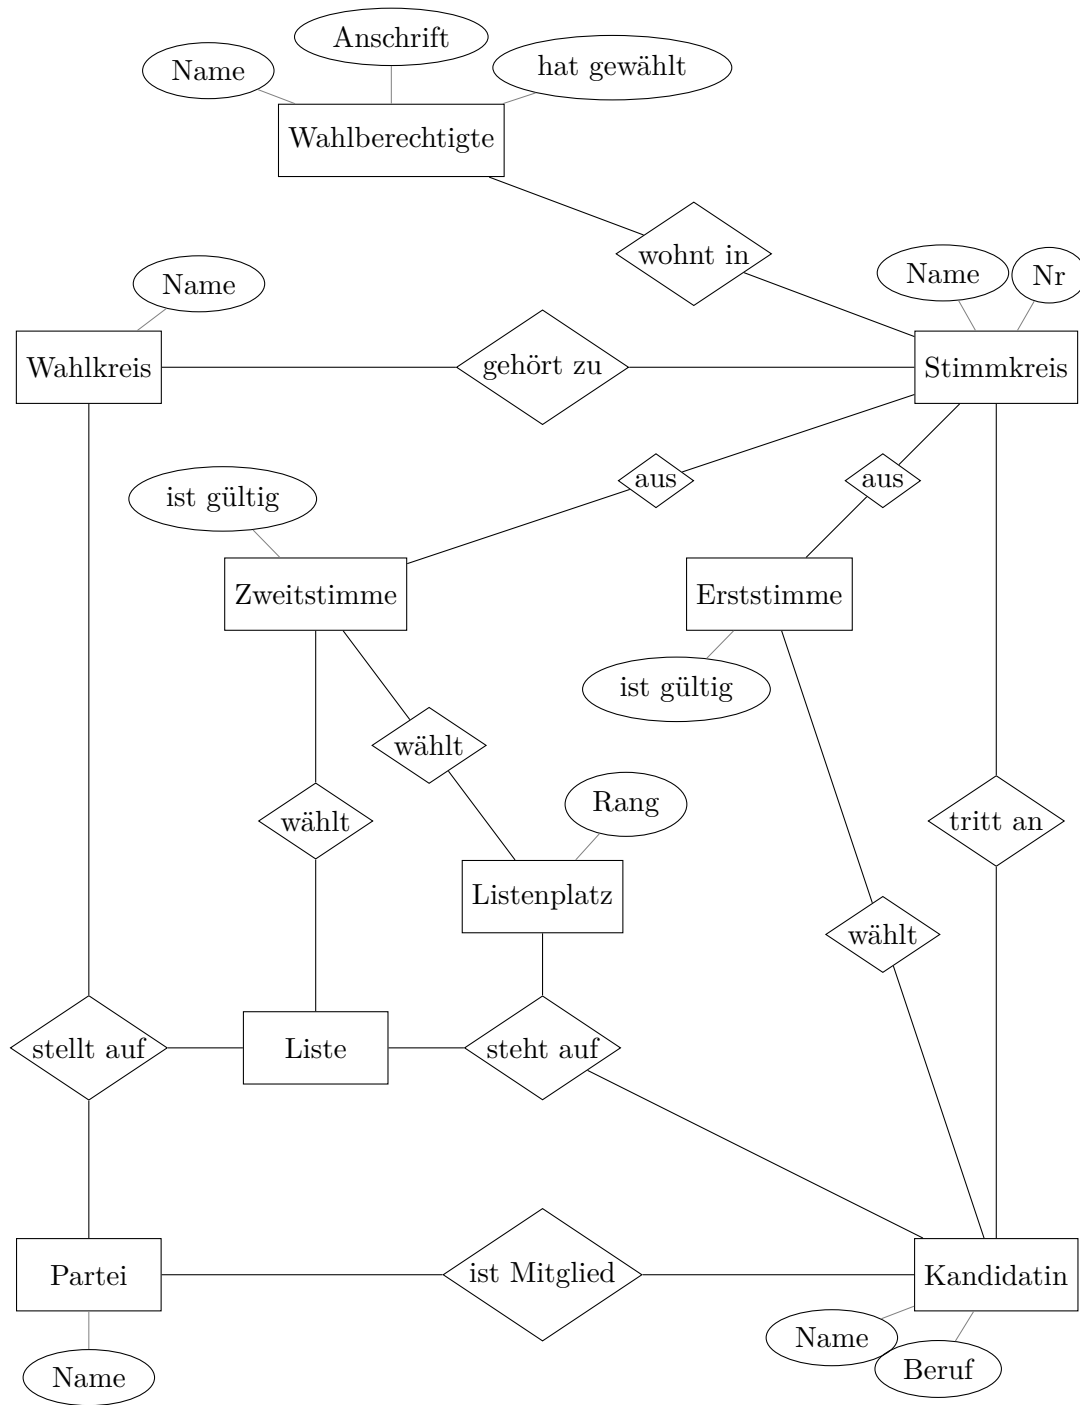 Anschrift
Name
hat gewählt
Wahlberechtigte
wohnt in
Name
Nr
Name
Wahlkreis
gehört zu
Stimmkreis
aus
aus
ist gültig
Zweitstimme
Erststimme
ist gültig
wählt
Rang
wählt
tritt an
Listenplatz
wählt
stellt auf
Liste
steht auf
Partei
ist Mitglied
Kandidatin
Name
Beruf
Name